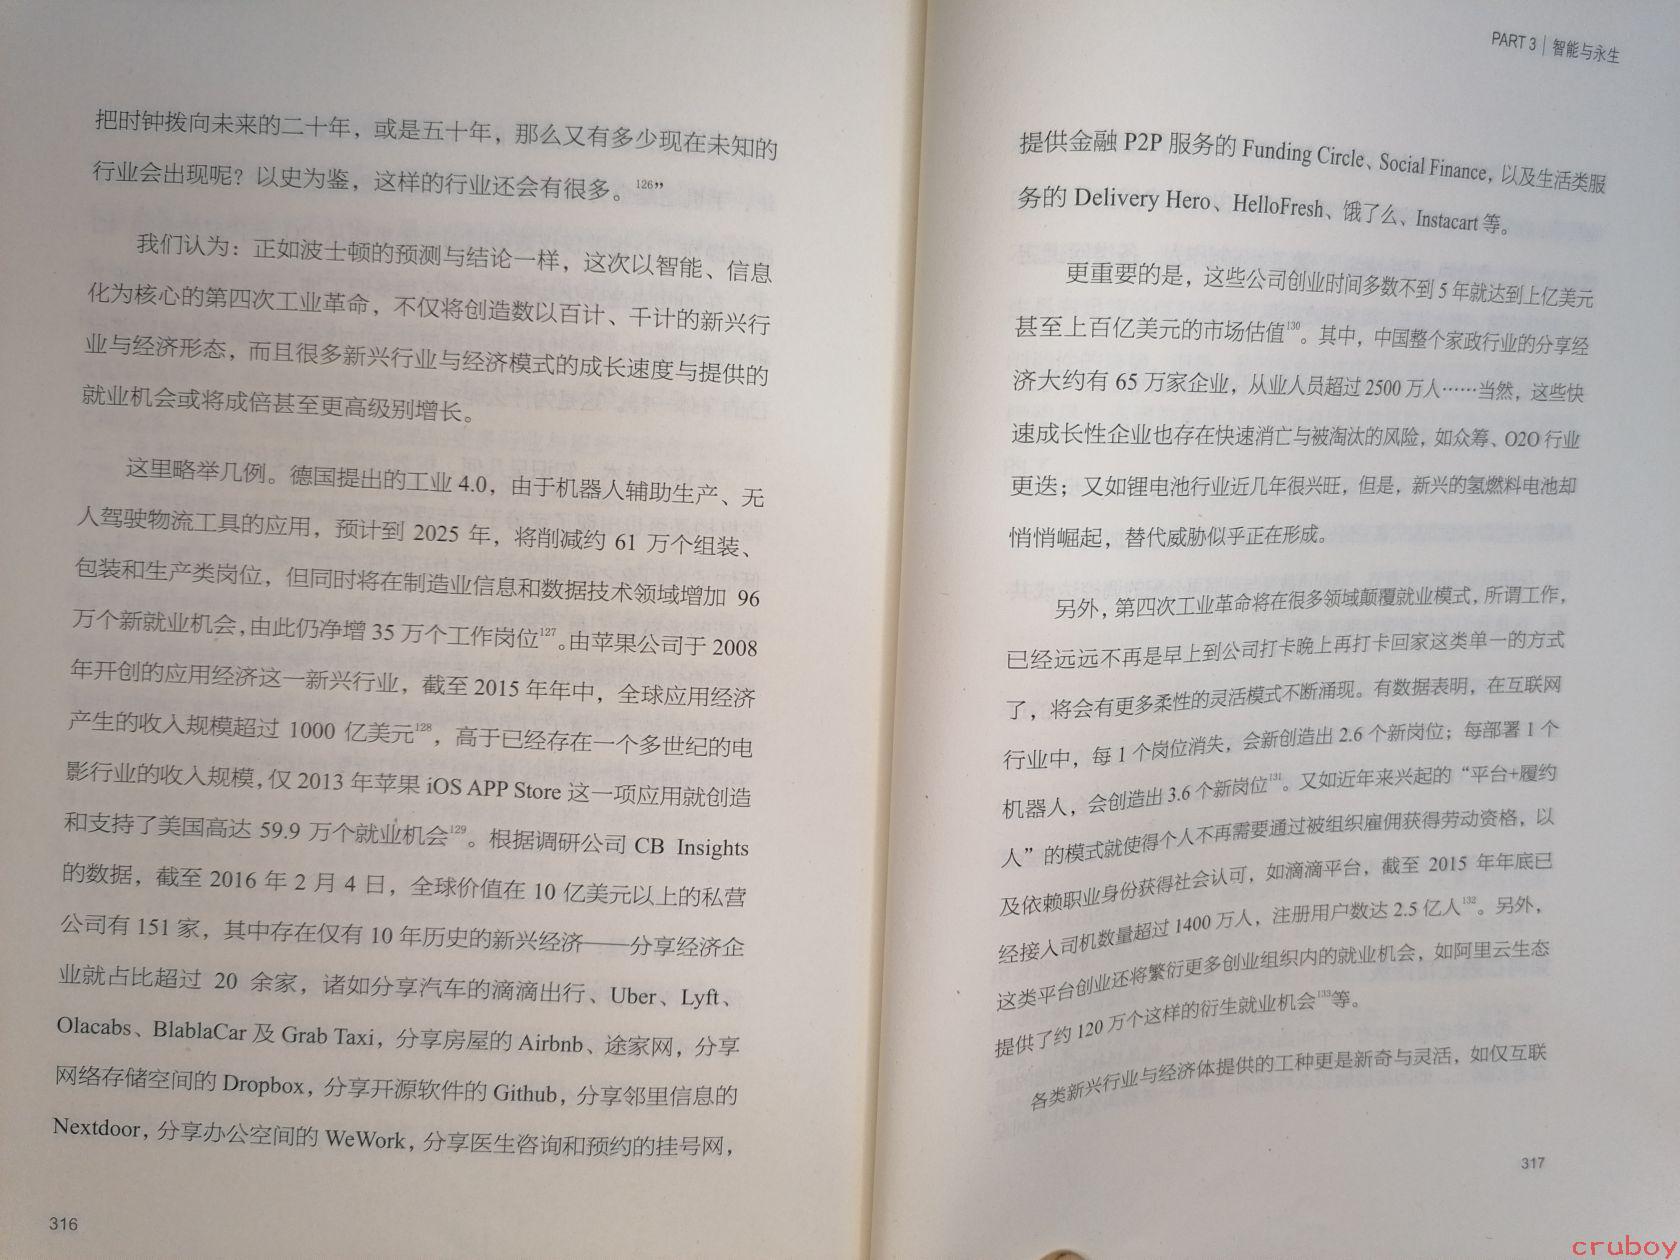 把时钟拨向未来的二十年，或是五十年，那么又有多少现在未知的
行业会出现呢？以史为鉴，这样的行业还会有很多。126”
我们认为：正如波士顿的预测与结论一样，这次以智能、信息
化为核心的第四次工业革命，不仅将创造数以百计、千计的新兴行
业与经济形态，而且很多新兴行业与经济模式的成长速度与提供的
就业机会或将成倍甚至更高级别增长。
这里略举几例。德国提出的工业 4.0，由于机器人辅助生产、无
人驾驶物流工具的应用，预计到 2025 年，将削减约 61 万个组装、
包装和生产类岗位，但同时将在制造业信息和数据技术领域增加 96
万个新就业机会，由此仍净增 35 万个工作岗位127。由苹果公司于 2008
年开创的应用经济这一新兴行业，截至 2015 年年中，全球应用经济
产生的收入规模超过 1000 亿美元128，高于已经存在一个多世纪的电
影行业的收入规模，仅 2013 年苹果 iOS APP Store 这一项应用就创造
和支持了美国高达 59.9 万个就业机会129。根据调研公司 CB Insights
的数据，截至 2016 年 2 月 4 日，全球价值在 10 亿美元以上的私营
公司有 151 家，其中存在仅有 10 年历史的新兴经济——分享经济企
业就占比超过 20 余家，诸如分享汽车的滴滴出行、Uber、Lyft、
Olacabs、BlablaCar 及 Grab Taxi，分享房屋的 Airbnb、途家网，分享
网络存储空间的 Dropbox，分享开源软件的 Github，分享邻里信息的
Nextdoor，分享办公空间的 WeWork，分享医生咨询和预约的挂号网，
316
PART 3｜智能与永生
提供金融 P2P 服务的 Funding Circle、Social Finance，以及生活类服
务的 Delivery Hero、HelloFresh、饿了么、Instacart 等。
更重要的是，这些公司创业时间多数不到 5 年就达到上亿美元
甚至上百亿美元的市场估值130。其中，中国整个家政行业的分享经
济大约有 65 万家企业，从业人员超过 2500 万人……当然，这些快
速成长性企业也存在快速消亡与被淘汰的风险，如众筹、O2O 行业
更迭；又如锂电池行业近几年很兴旺，但是，新兴的氢燃料电池却
悄悄崛起，替代威胁似乎正在形成。
另外，第四次工业革命将在很多领域颠覆就业模式，所谓工作，
已经远远不再是早上到公司打卡晚上再打卡回家这类单一的方式
了，将会有更多柔性的灵活模式不断涌现。有数据表明，在互联网
行业中，每 1 个岗位消失，会新创造出 2.6 个新岗位；每部署 1 个
机器人，会创造出 3.6 个新岗位131。又如近年来兴起的“平台+履约
人”的模式就使得个人不再需要通过被组织雇佣获得劳动资格，以
及依赖职业身份获得社会认可，如滴滴平台，截至 2015 年年底已
经接入司机数量超过 1400 万人，注册用户数达 2.5 亿人132。另外，
这类平台创业还将繁衍更多创业组织内的就业机会，如阿里云生态
提供了约 120 万个这样的衍生就业机会133等。
各类新兴行业与经济体提供的工种更是新奇与灵活，如仅互联
317
cruboy